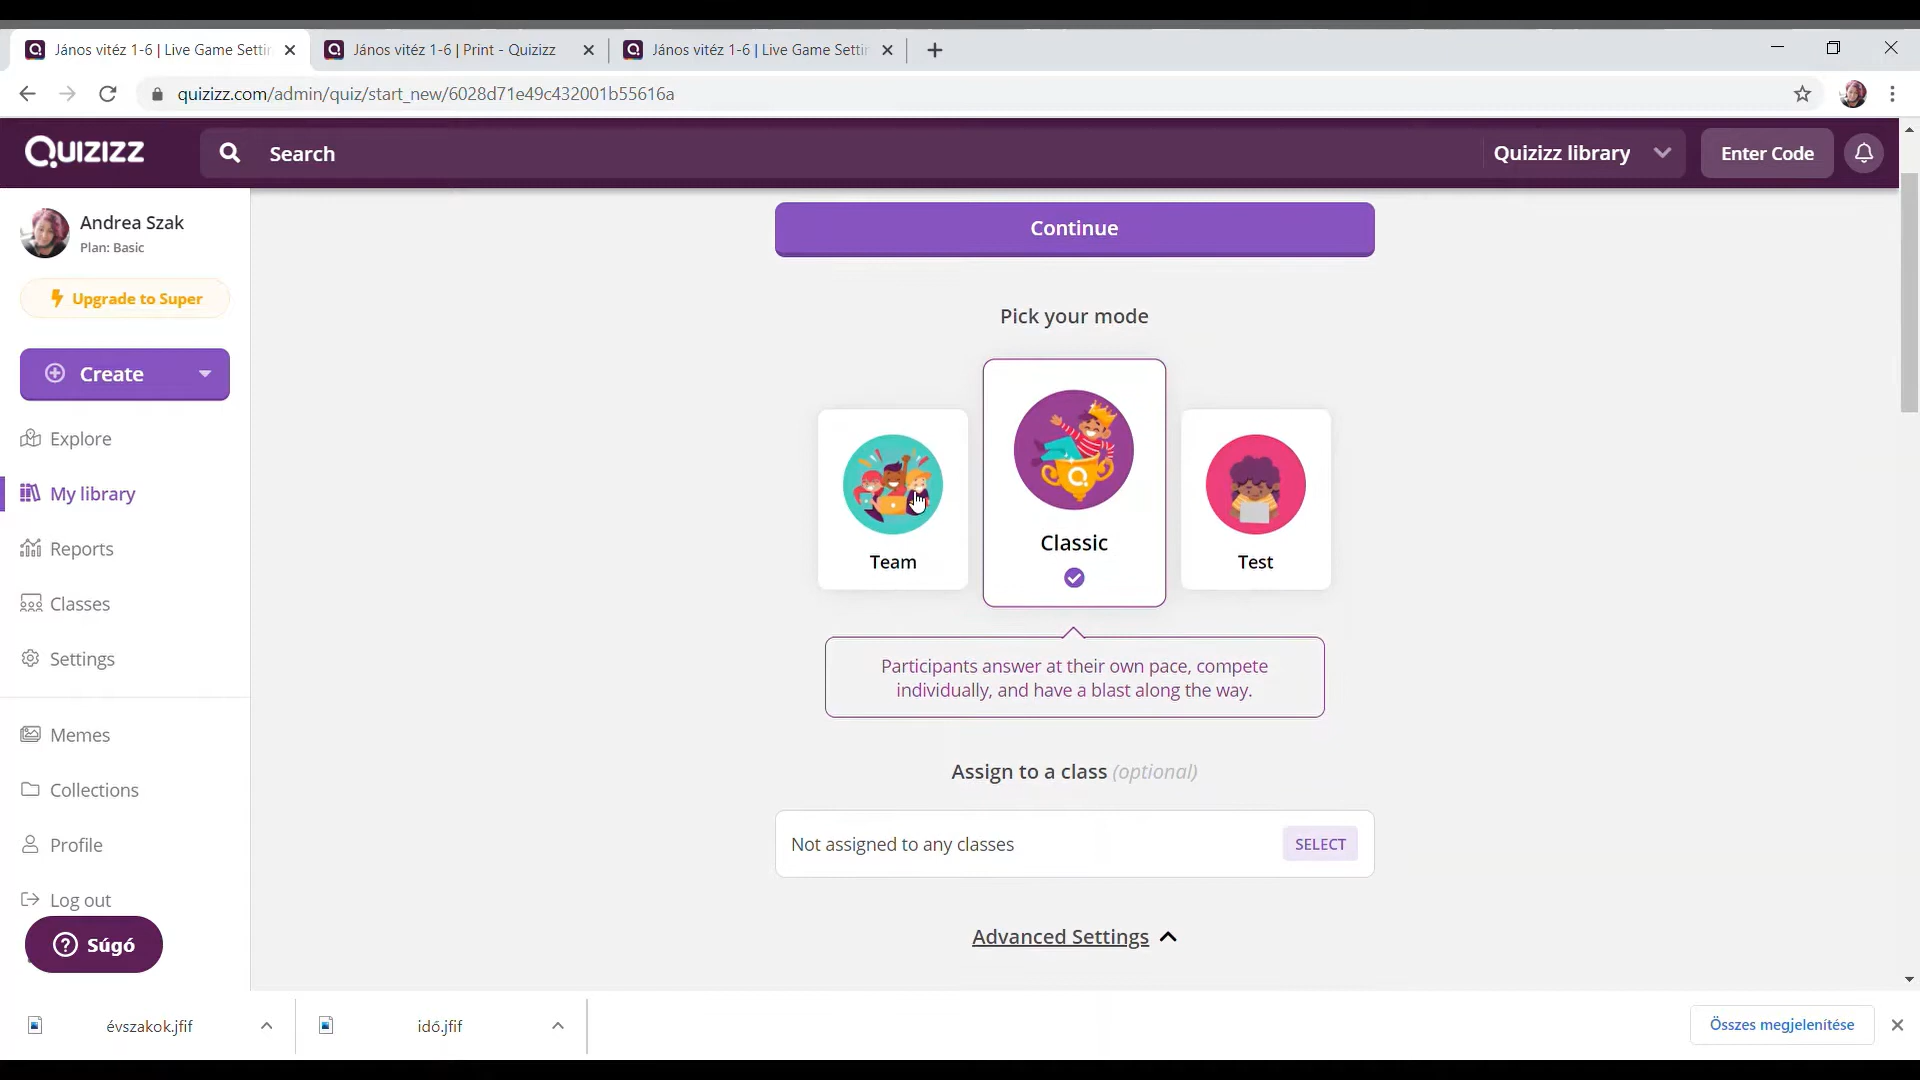 János vitéz 1-6 | Live Game Settin
János vitéz 1-6 | Print - Quizizz
János vitéz 1-6 | Live Game Settin
quizizz.com/admin/quiz/start_new/6028d71e49c432001b55616a
Quizizz
Search
Quizizz library
Enter Code
Andrea Szak
Plan: Basic
Upgrade to Super
Create
Explore
My library
Reports
Classes
Settings
Memes
Collections
Profile
Log out
Súgó
Continue
Pick your mode
Team
Classic
Test
Participants answer at their own pace, compete
individually, and have a blast along the way.
Assign to a class (optional)
Not assigned to any classes
SELECT
Advanced Settings
évszakok.jfif
idő.jfif
Összes megjelenítése